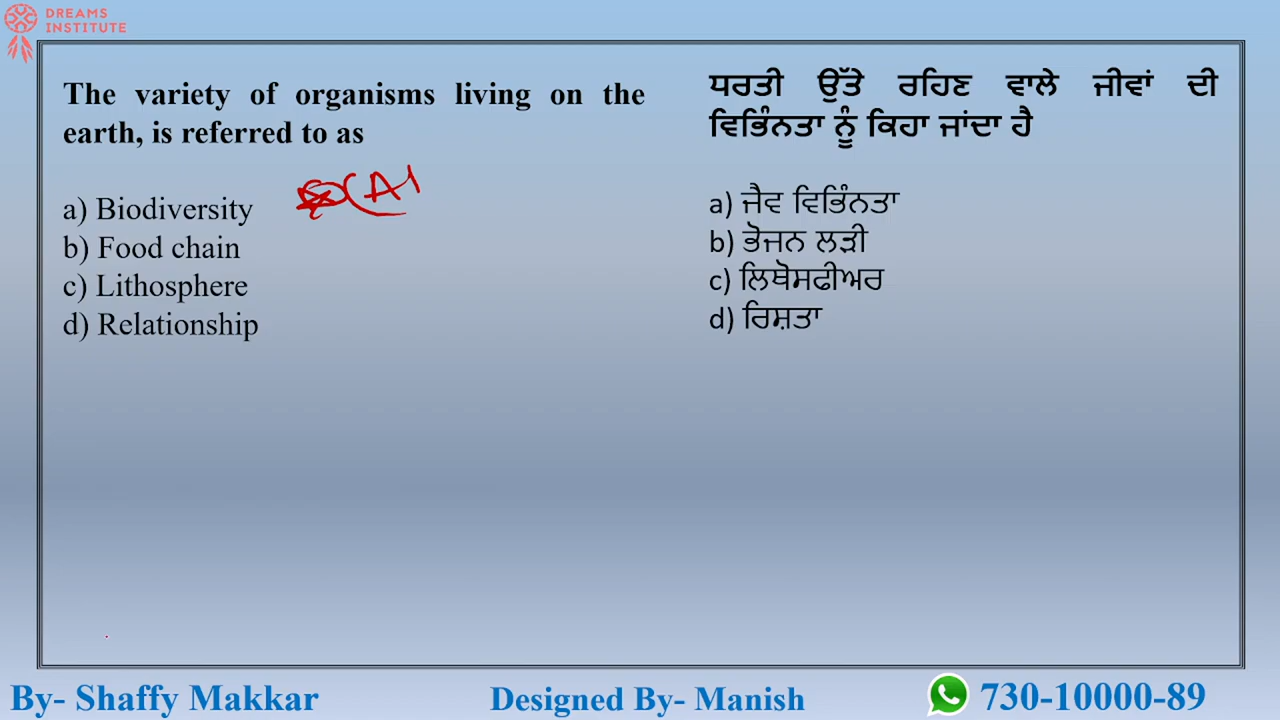 DREAMS
INSTITUTE
The variety of organisms living on the
earth, is referred to as
a) Biodiversity
b) Food chain
c) Lithosphere
d) Relationship
(A)
ਧਰਤੀ ਉੱਤੇ ਰਹਿਣ ਵਾਲੇ ਜੀਵਾਂ ਦੀ
ਵਿਭਿੰਨਤਾ ਨੂੰ ਕਿਹਾ ਜਾਂਦਾ ਹੈ
a) ਜੈਵ ਵਿਭਿੰਨਤਾ
b) ਭੋਜਨ ਲੜੀ
c) ਲਿਥੋਸਫੀਅਰ
d) ਰਿਸ਼ਤਾ
By- Shaffy Makkar
Designed By- Manish
730-10000-89